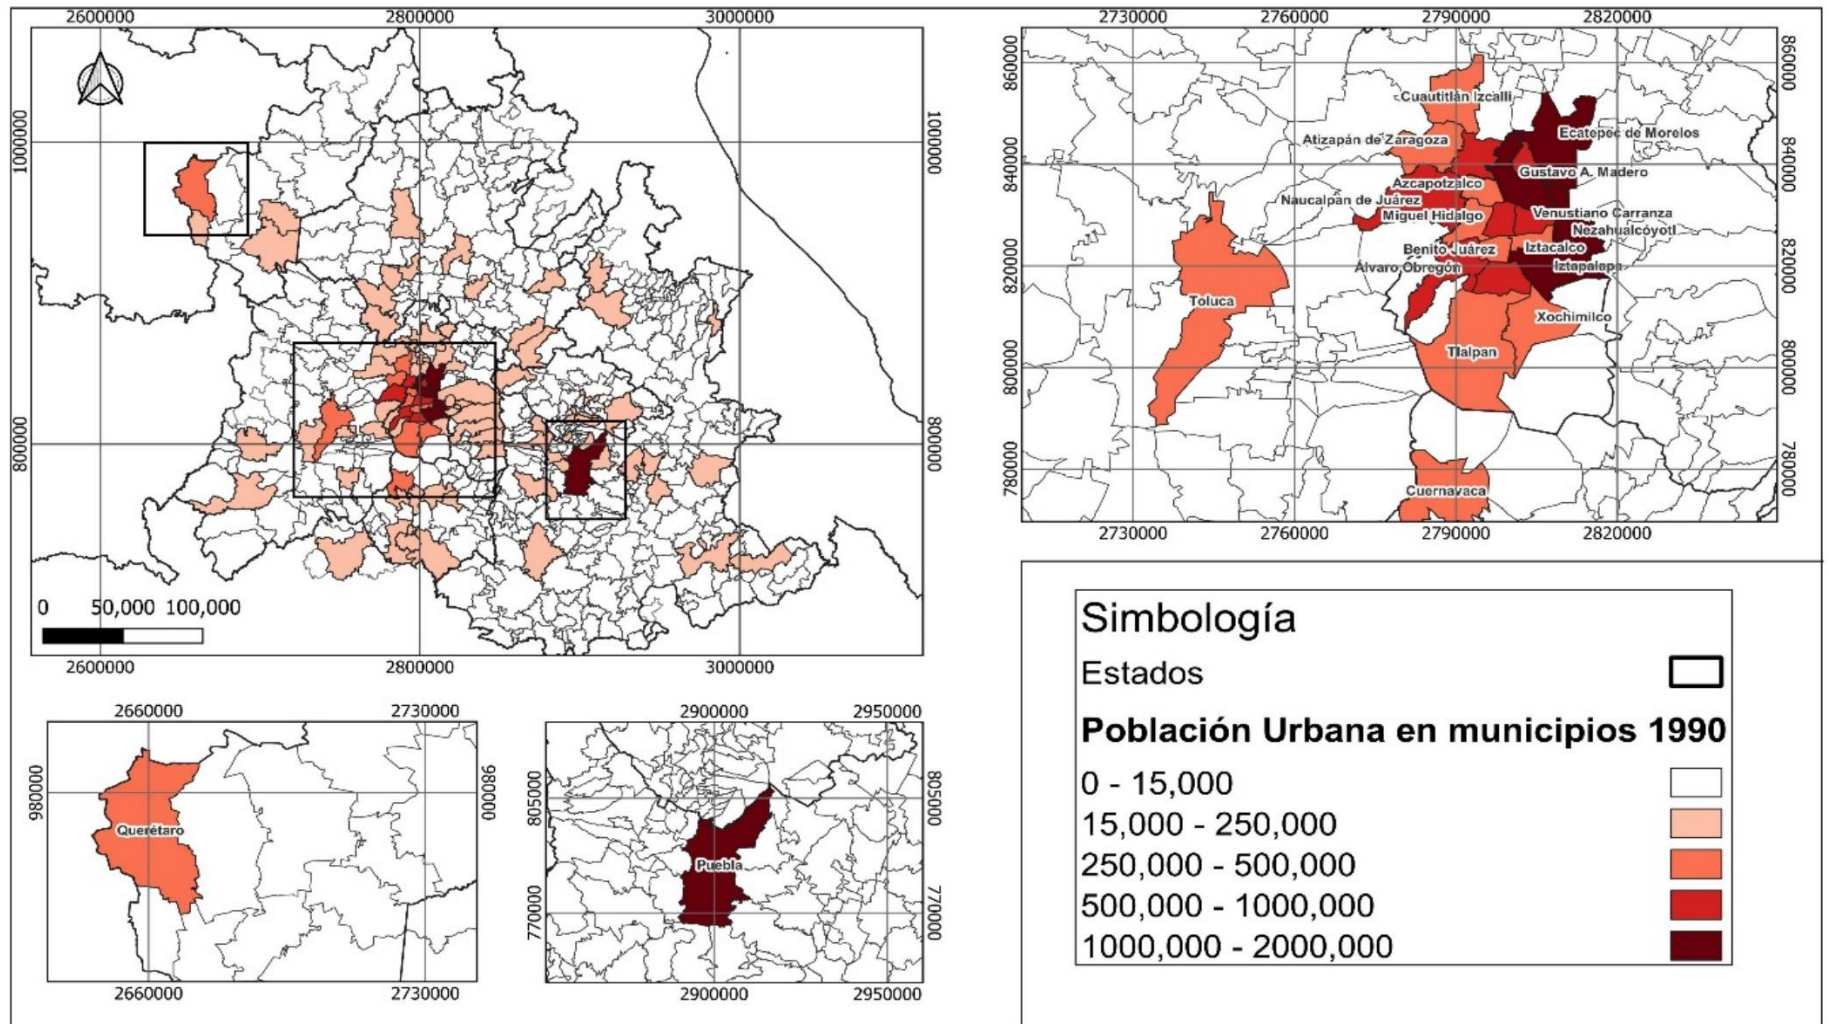 2600000 2800000 3000000
1000000
1000000
800000
800000
0 50,000 100,000
2600000 2800000 3000000
2730000 2760000 2790000 2820000
860000
860000
840000
840000
820000
820000
800000
800000
780000
780000
Cuautitlán Izcalli
Ecatepec de Morelos
Atizapán de Zaragoza
Gustavo A. Madero
Azcapotzalco
Naucalpan de Juárez
Miguel Hidalgo
Venustiano Carranza
Nezahualcóyotl
Benito Juárez
Iztacalco
Álvaro Obregón
Iztapalapa
Toluca
Xochimilco
Tlalpan
Cuernavaca
2730000 2760000 2790000 2820000
2660000 2730000
980000
980000
Querétaro
2660000 2730000
2900000 2950000
805000
805000
Puebla
770000
770000
2900000 2950000
Simbología
Estados
Población Urbana en municipios 1990
0 - 15,000
15,000 - 250,000
250,000 - 500,000
500,000 - 1000,000
1000,000 - 2000,000